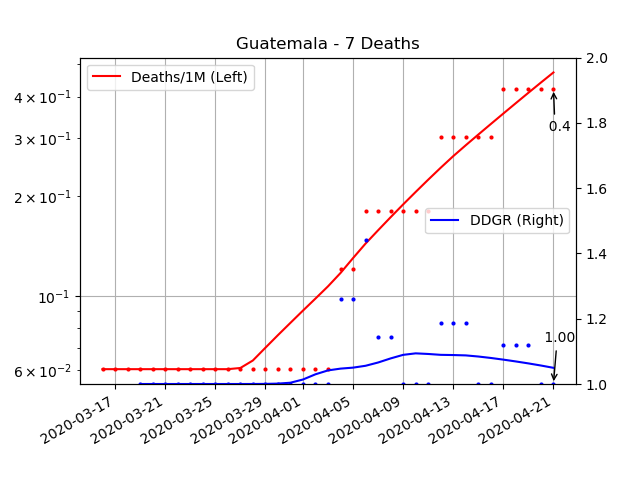 Guatemala - 7 Deaths
Deaths/1M (Left)
DDGR (Right)
4 × 10⁻¹
3 × 10⁻¹
2 × 10⁻¹
10⁻¹
6 × 10⁻²
2.0
1.8
1.6
1.4
1.2
1.0
0.4
1.00
2020-03-17
2020-03-21
2020-03-25
2020-03-29
2020-04-01
2020-04-05
2020-04-09
2020-04-13
2020-04-17
2020-04-21